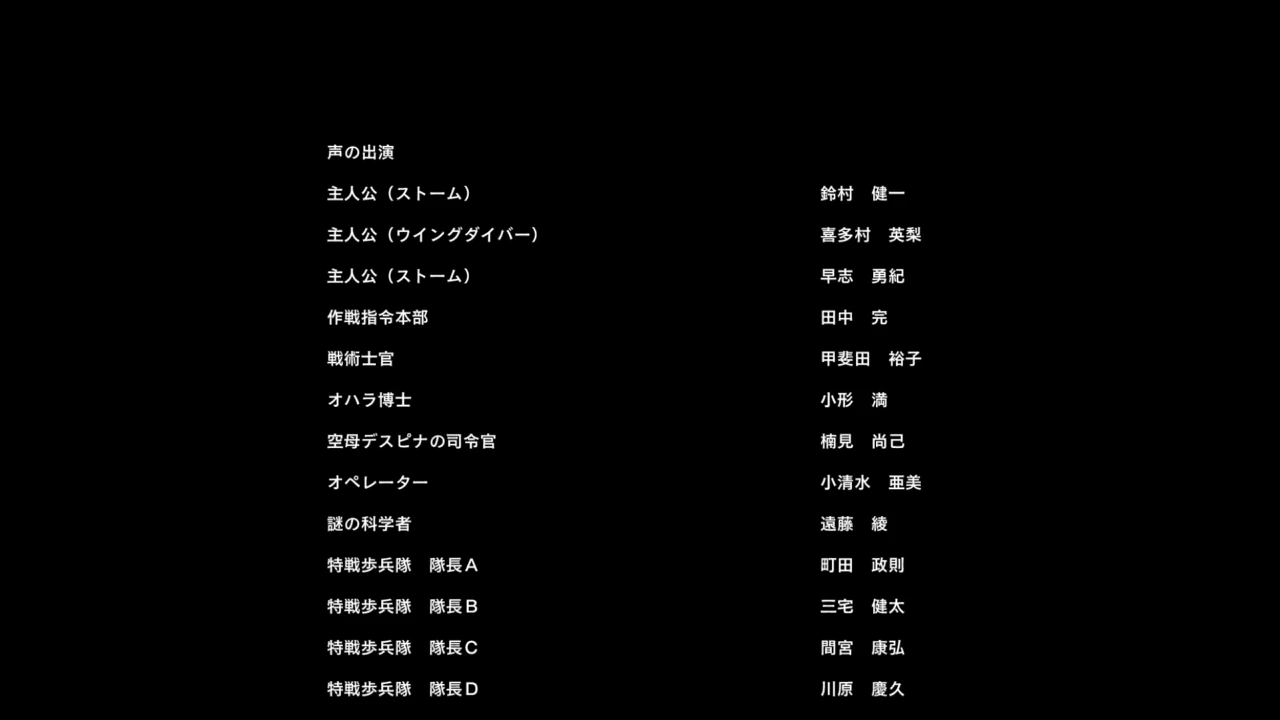 声の出演
主人公（ストーム）　鈴村　健一
主人公（ウイングダイバー）　喜多村　英梨
主人公（ストーム）　早志　勇紀
作戦指令本部　田中　完
戦術士官　甲斐田　裕子
オハラ博士　小形　満
空母デスピナの司令官　楠見　尚己
オペレーター　小清水　亜美
謎の科学者　遠藤　綾
特戦歩兵隊　隊長Ａ　町田　政則
特戦歩兵隊　隊長Ｂ　三宅　健太
特戦歩兵隊　隊長Ｃ　間宮　康弘
特戦歩兵隊　隊長Ｄ　川原　慶久